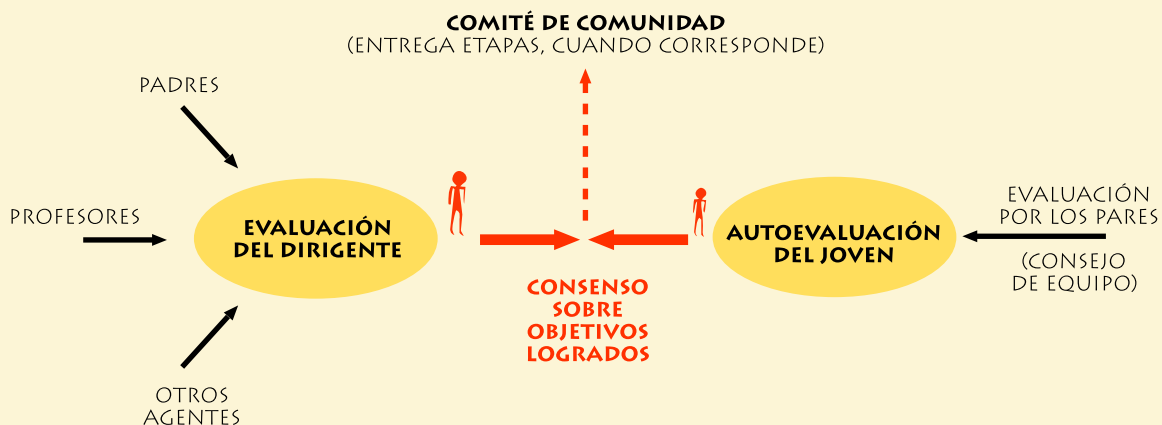 COMITÉ DE COMUNIDAD
(ENTREGA ETAPAS, CUANDO CORRESPONDE)
PADRES
PROFESORES
EVALUACIÓN
DEL DIRIGENTE
OTROS
AGENTES
CONSENSO
SOBRE
OBJETIVOS
LOGRADOS
AUTOEVALUACIÓN
DEL JOVEN
EVALUACIÓN
POR LOS PARES
(CONSEJO
DE EQUIPO)